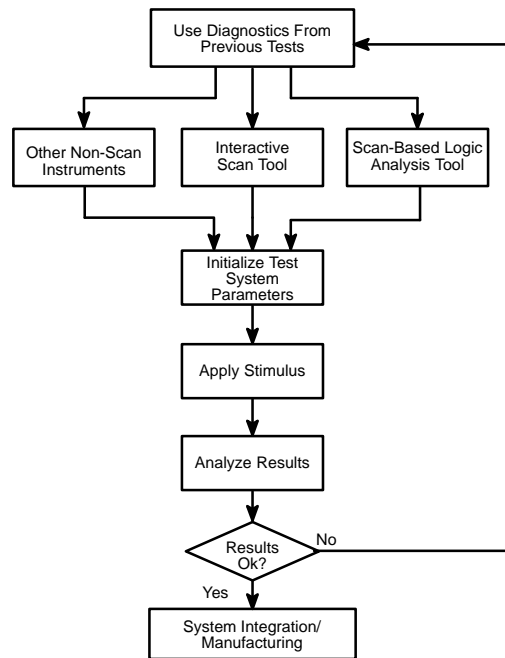 Use Diagnostics From
Previous Tests
Other Non-Scan
Instruments
Interactive
Scan Tool
Scan-Based Logic
Analysis Tool
Initialize Test
System
Parameters
Apply Stimulus
Analyze Results
Results
Ok?
No
Yes
System Integration/
Manufacturing